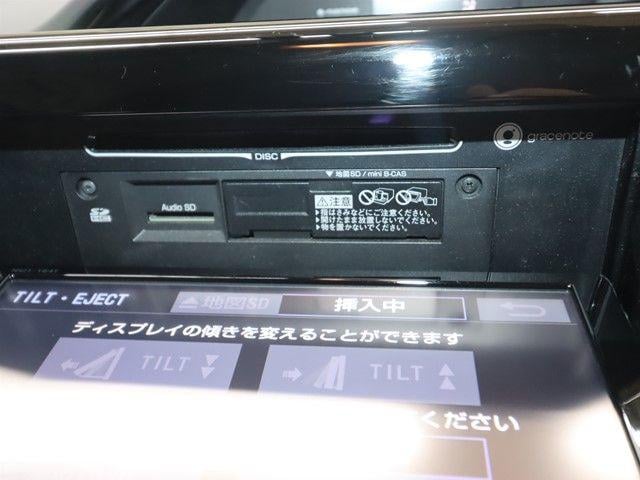 gracenote
DISC
▼地図SD / mini B-CAS
Audio SD
⚠注意
▶指はさみなどにご注意ください。
▶開けたまま放置しないでください。
▶物を置かないでください。
TILT・EJECT
⏏地図SD
挿入中
ディスプレイの傾きを変えることができます
TILT
TILT
ください